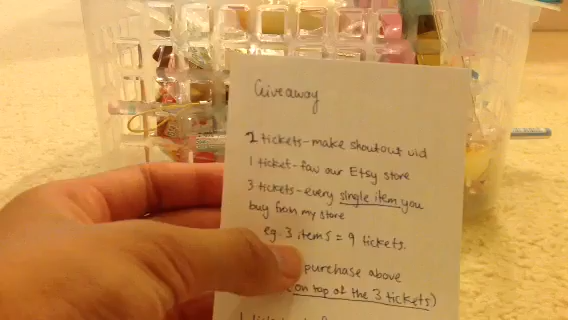 Giveaway
2 tickets-make shoutout vid
1 ticket-fav our Etsy store
3 tickets-every single item you
buy from my store
eg. 3 items = 9 tickets.
purchase above
on top of the 3 tickets)